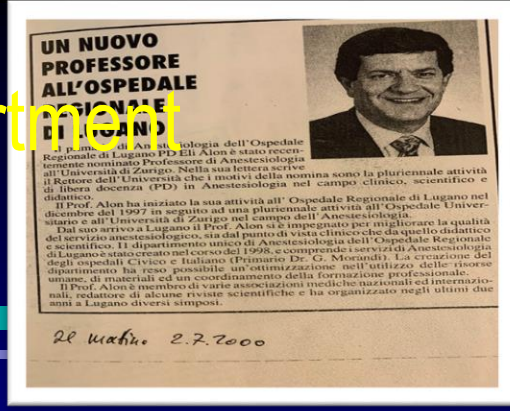 UN NUOVO
PROFESSORE
ALL'OSPEDALE
REGIONALE
DI LUGANO
rtment
Il primario di Anestesiologia dell'Ospedale
Regionale di Lugano PD Eli Alon è stato recen-
temente nominato Professore di Anestesiologia
all'Università di Zurigo. Nella sua lettera scrive
il Rettore dell'Università che i motivi della nomina sono la pluriennale attività
di libera docenza (PD) in Anestesiologia nel campo clinico, scientifico e
didattico.
Il Prof. Alon ha iniziato la sua attività all' Ospedale Regionale di Lugano nel
dicembre del 1997 in seguito ad una pluriennale attività all'Ospedale Univer-
sitario e all'Università di Zurigo nel campo dell'Anestesiologia.
Dal suo arrivo a Lugano il Prof. Alon si è impegnato per migliorare la qualità
del servizio anestesiologico, sia dal punto di vista clinico che da quello didattico
e scientifico. Il dipartimento unico di Anestesiologia dell'Ospedale Regionale
di Lugano è stato creato nel corso del 1998, e comprende i servizi di Anestesiologia
degli ospedali Civico e Italiano (Primario Dr. G. Morandi). La creazione del
dipartimento ha reso possibile un'ottimizzazione nell'utilizzo delle risorse
umane, di materiali ed un coordinamento della formazione professionale.
Il Prof. Alon è membro di varie associazioni mediche nazionali ed internazio-
nali, redattore di alcune riviste scientifiche e ha organizzato negli ultimi due
anni a Lugano diversi simposi.
Il matino 2.7.2000